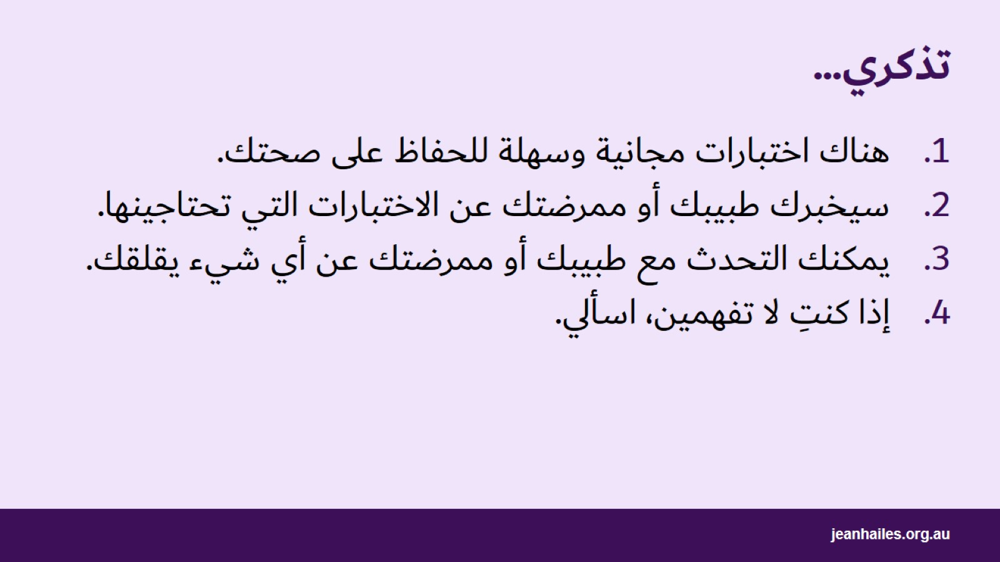 تذكري...
1. هناك اختبارات مجانية وسهلة للحفاظ على صحتك.
2. سيخبرك طبيبك أو ممرضتك عن الاختبارات التي تحتاجينها.
3. يمكنك التحدث مع طبيبك أو ممرضتك عن أي شيء يقلقك.
4. إذا كنتِ لا تفهمين، اسألي.
jeanhailes.org.au